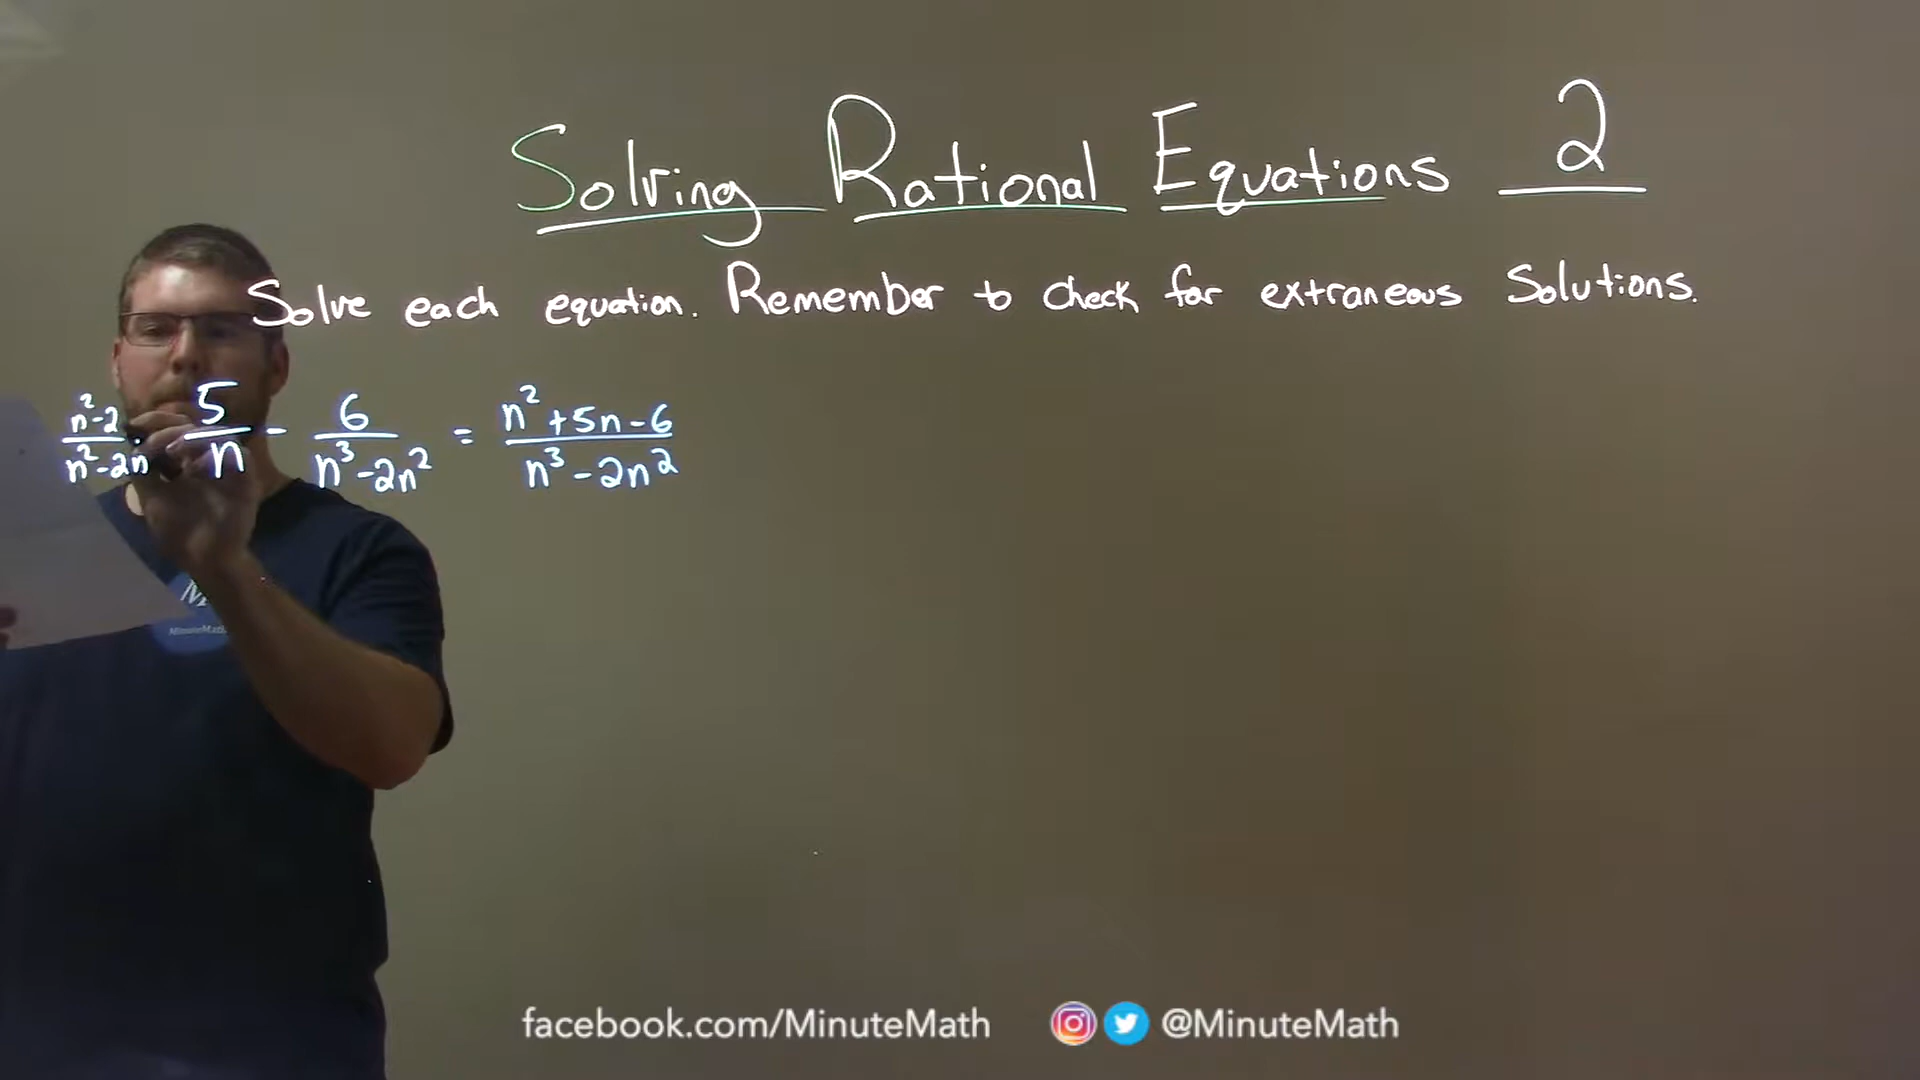 Solving Rational Equations 2
Solve each equation. Remember to check for extraneous Solutions.
5/n - 6/(n³-2n²) = (n²+5n-6)/(n³-2n²)
(n²-2)/(n²-2n) ·
MinuteMath
facebook.com/MinuteMath @MinuteMath